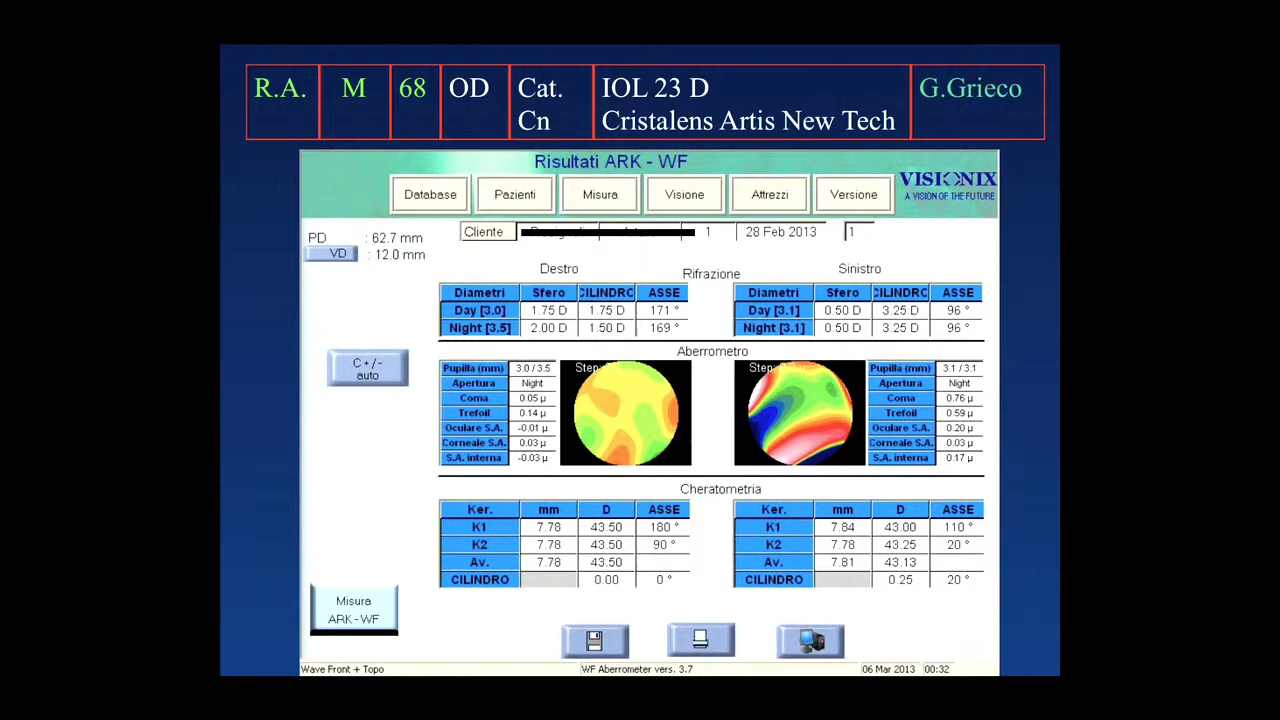 R.A. M 68 OD Cat. Cn IOL 23 D Cristalens Artis New Tech G.Grieco
Risultati ARK - WF
VISIONIX
A VISION OF THE FUTURE
Database Pazienti Misura Visione Attrezzi Versione
PD : 62.7 mm
VD : 12.0 mm
Cliente 1 28 Feb 2013 1
Destro Rifrazione Sinistro
Diametri Sfero CILINDRO ASSE Diametri Sfero CILINDRO ASSE
Day [3.0] 1.75 D 1.75 D 171 ° Day [3.1] 0.50 D 3.25 D 96 °
Night [3.5] 2.00 D 1.50 D 169 ° Night [3.1] 0.50 D 3.25 D 96 °
C +/- auto
Aberrometro
Pupilla (mm) 3.0 / 3.5 Step: Step: Pupilla (mm) 3.1 / 3.1
Apertura Night Apertura Night
Coma 0.05 µ Coma 0.76 µ
Trefoil 0.14 µ Trefoil 0.59 µ
Oculare S.A. -0.01 µ Oculare S.A. 0.20 µ
Corneale S.A. 0.03 µ Corneale S.A. 0.03 µ
S.A. interna -0.03 µ S.A. interna 0.17 µ
Cheratometria
Ker. mm D ASSE Ker. mm D ASSE
K1 7.78 43.50 180 ° K1 7.84 43.00 110 °
K2 7.78 43.50 90 ° K2 7.78 43.25 20 °
Av. 7.78 43.50 Av. 7.81 43.13
CILINDRO 0.00 0 ° CILINDRO 0.25 20 °
Misura
ARK - WF
Wave Front + Topo WF Aberrometer vers. 3.7 06 Mar 2013 00:32